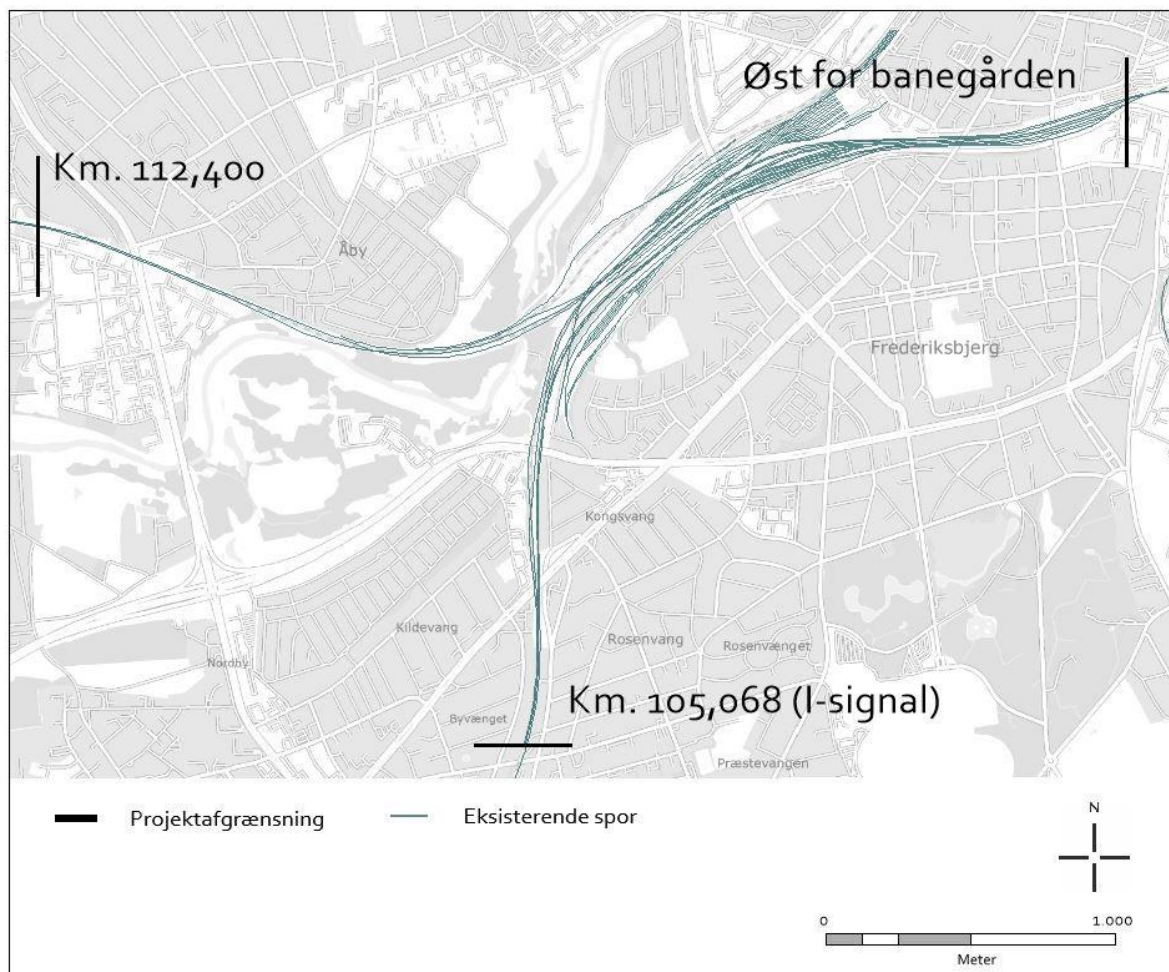 Øst for banegården
Km. 112,400
Åby
Frederiksbjerg
Kongsvang
Kildevang
Rosenvang
Rosenvænget
Nordby
Km. 105,068 (I-signal)
Byvænget
Præstevangen
Projektafgrænsning
Eksisterende spor
N
0 1.000
Meter